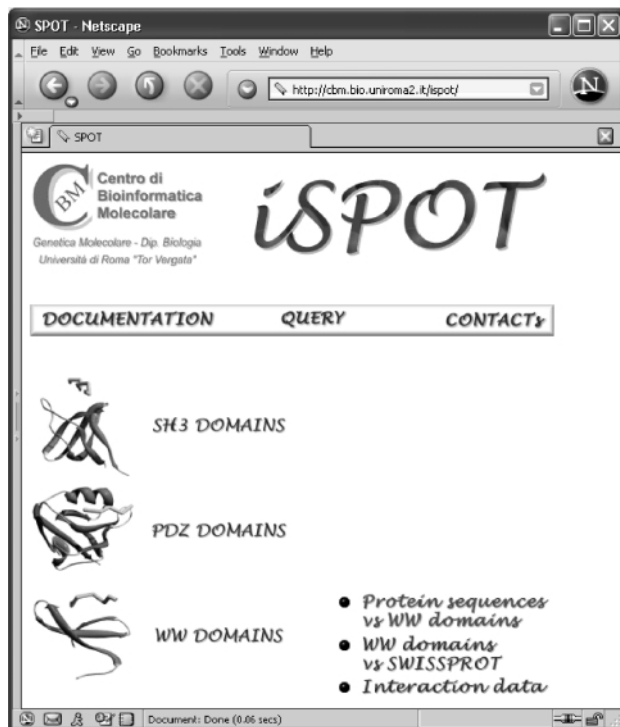 SPOT - Netscape
File Edit View Go Bookmarks Tools Window Help
http://cbm.bio.uniroma2.it/ispot/
N
SPOT
CBM
Centro di
Bioinformatica
Molecolare
Genetica Molecolare - Dip. Biologia
Universitá di Roma "Tor Vergata"
iSPOT
DOCUMENTATION QUERY CONTACTs
SH3 DOMAINS
PDZ DOMAINS
WW DOMAINS
Protein sequences
vs WW domains
WW domains
vs SWISSPROT
Interaction data
Document: Done (0.06 secs)